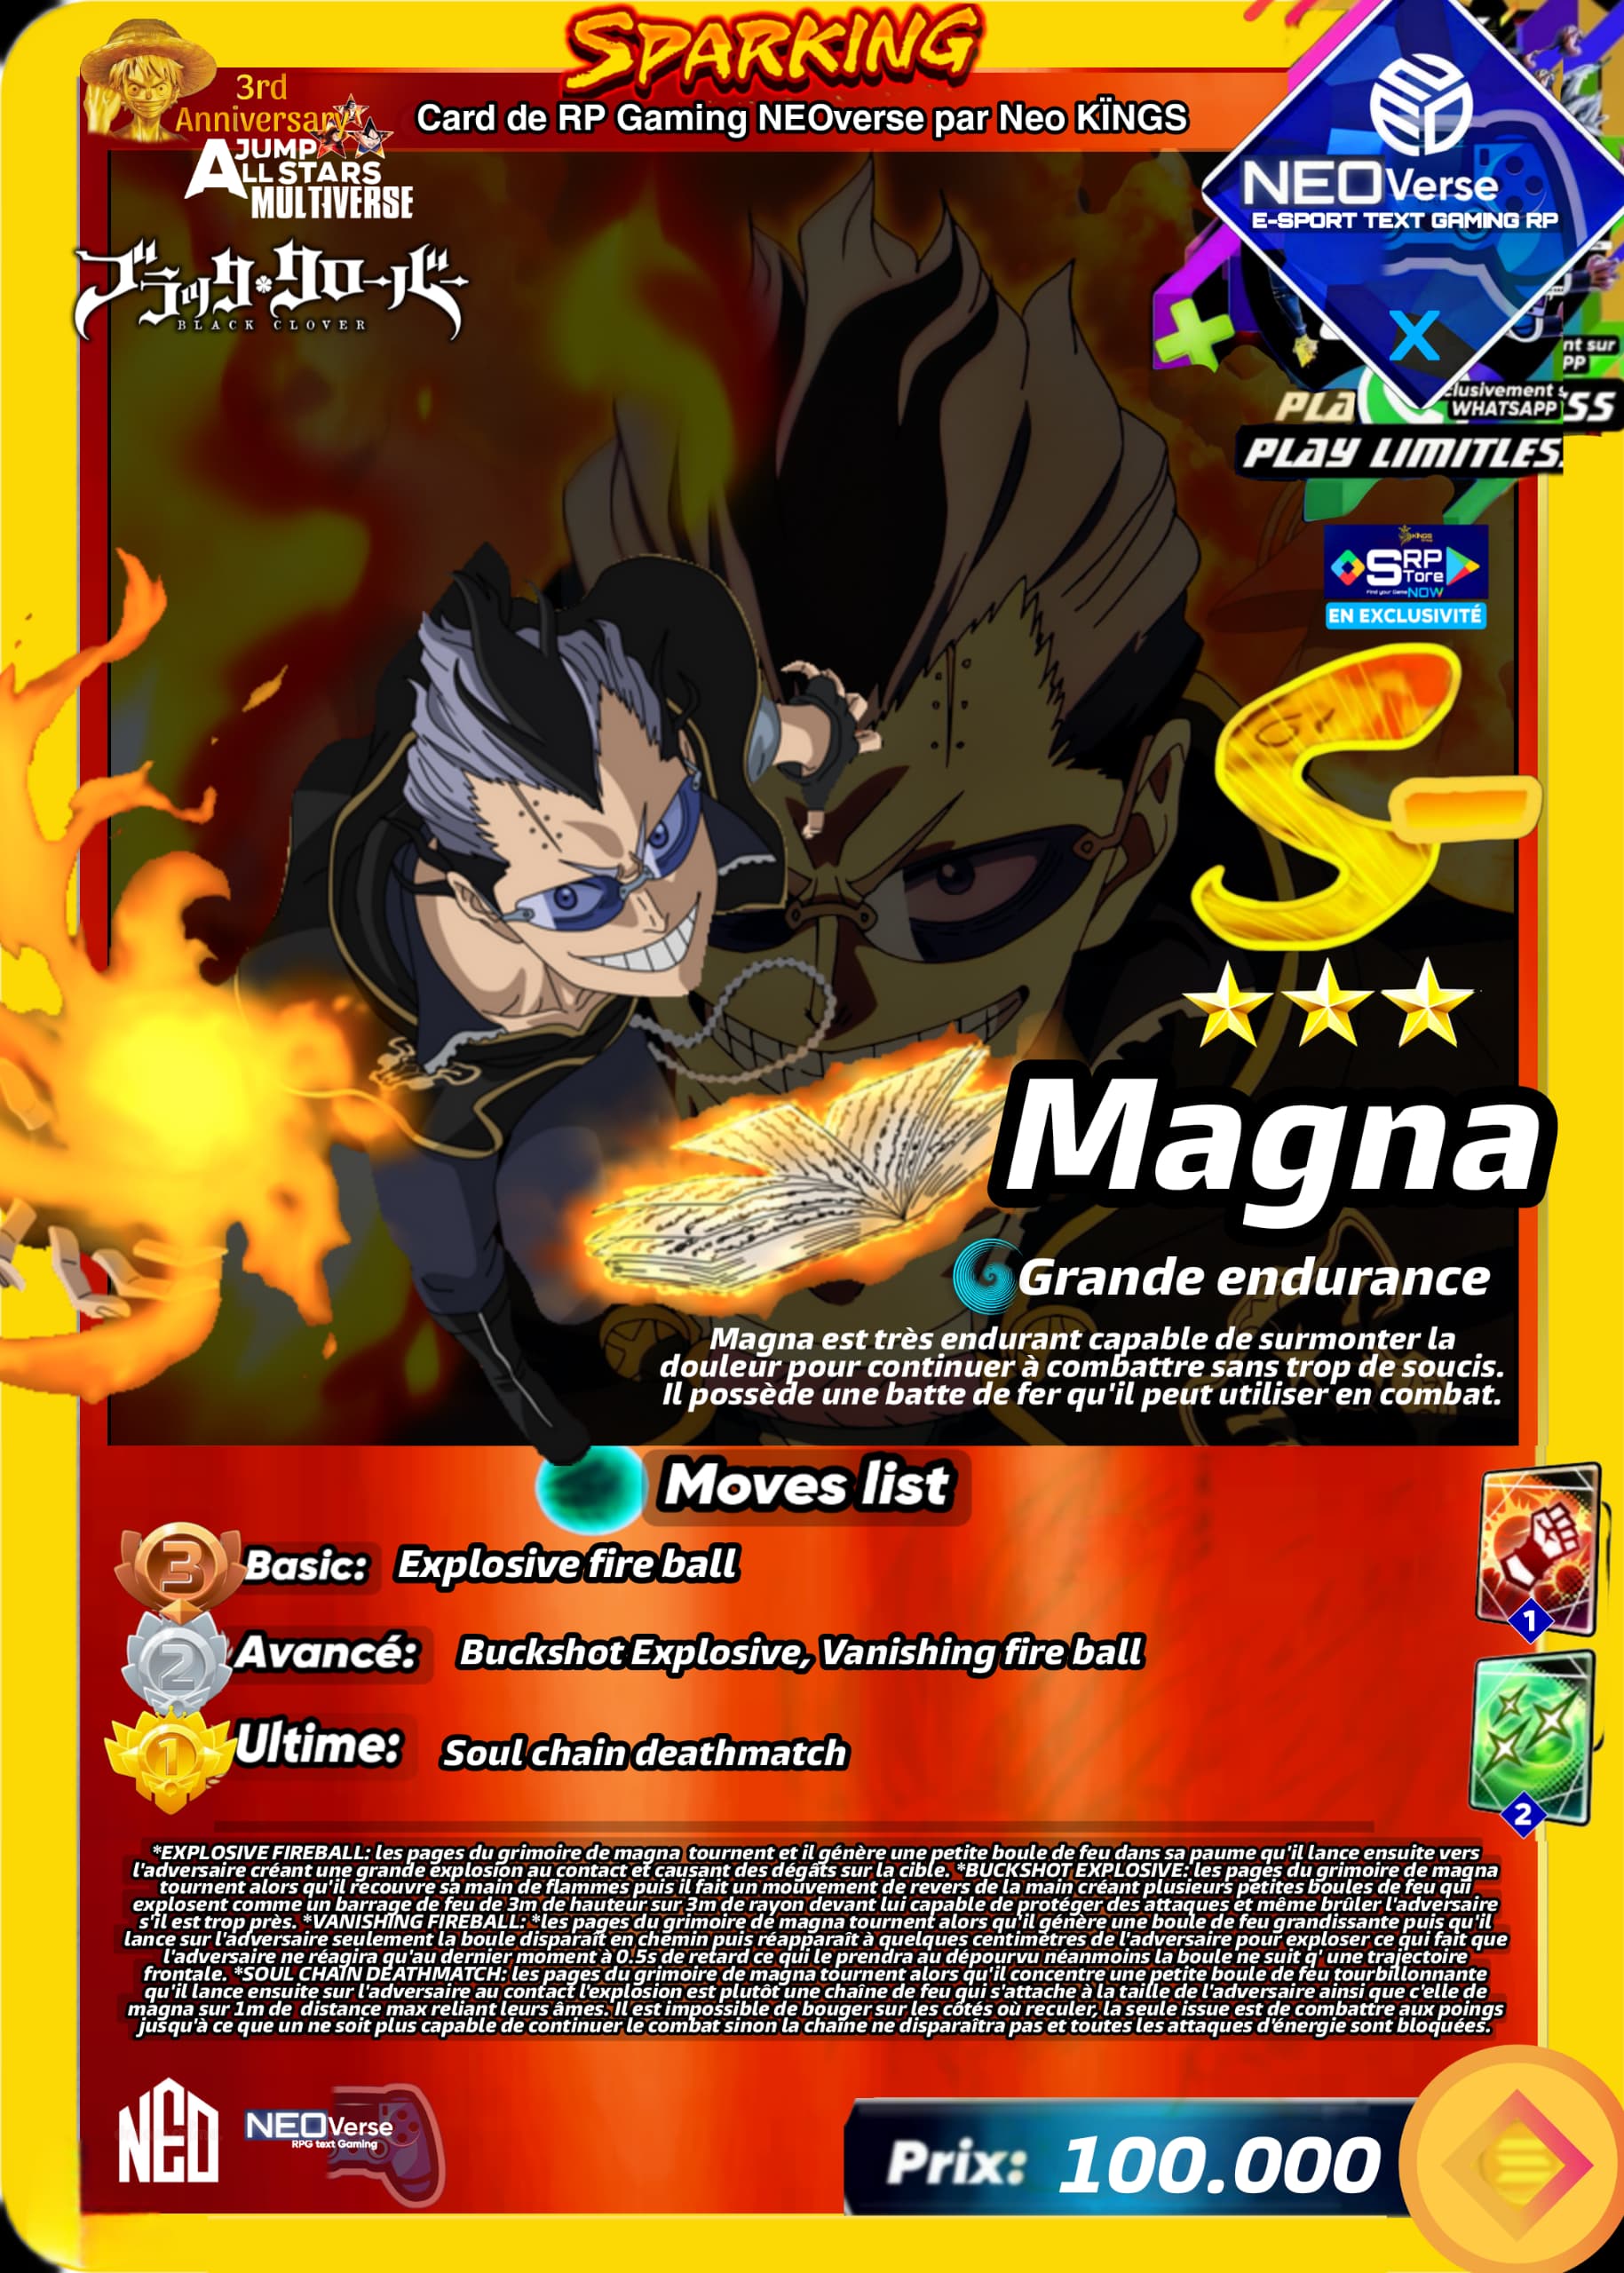 SPARKING
3rd
Anniversary
Card de RP Gaming NEOverse par Neo KÏNGS
JUMP
ALL STARS
MULTIVERSE
ブラッククローバー
BLACK CLOVER
NEOVerse
E-SPORT TEXT GAMING RP
X
nt sur
PP
PLA
clusivement s
WHATSAPP
SS
PLAY LIMITLES
SRP
Tore
Find your Game NOW
EN EXCLUSIVITÉ
S-
Magna
Grande endurance
Magna est très endurant capable de surmonter la
douleur pour continuer à combattre sans trop de soucis.
Il possède une batte de fer qu'il peut utiliser en combat.
Moves list
3 Basic: Explosive fire ball
1
2 Avancé: Buckshot Explosive, Vanishing fire ball
1 Ultime: Soul chain deathmatch
2
*EXPLOSIVE FIREBALL: les pages du grimoire de magna tournent et il génère une petite boule de feu dans sa paume qu'il lance ensuite vers
l'adversaire créant une grande explosion au contact et causant des dégâts sur la cible. *BUCKSHOT EXPLOSIVE: les pages du grimoire de magna
tournent alors qu'il recouvre sa main de flammes puis il fait un mouvement de revers de la main créant plusieurs petites boules de feu qui
explosent comme un barrage de feu de 3m de hauteur sur 3m de rayon devant lui capable de protéger des attaques et même brûler l'adversaire
s'il est trop près. *VANISHING FIREBALL: *les pages du grimoire de magna tournent alors qu'il génère une boule de feu grandissante puis qu'il
lance sur l'adversaire seulement la boule disparaît en chemin puis réapparaît à quelques centimètres de l'adversaire pour exploser ce qui fait que
l'adversaire ne réagira qu'au dernier moment à 0.5s de retard ce qui le prendra au dépourvu néanmoins la boule ne suit q' une trajectoire
frontale. *SOUL CHAIN DEATHMATCH: les pages du grimoire de magna tournent alors qu'il concentre une petite boule de feu tourbillonnante
qu'il lance ensuite sur l'adversaire au contact l'explosion est plutôt une chaîne de feu qui s'attache à la taille de l'adversaire ainsi que c'elle de
magna sur 1m de distance max reliant leurs âmes. Il est impossible de bouger sur les côtés où reculer, la seule issue est de combattre aux poings
jusqu'à ce que un ne soit plus capable de continuer le combat sinon la chaîne ne disparaîtra pas et toutes les attaques d'énergie sont bloquées.
NEO
NEOVerse
RPG text Gaming
Prix: 100.000